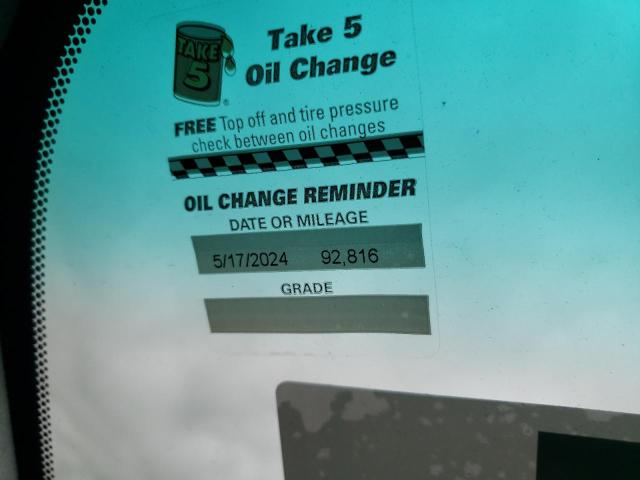 TAKE
5
Take 5
Oil Change
FREE Top off and tire pressure
check between oil changes
OIL CHANGE REMINDER
DATE OR MILEAGE
5/17/2024 92,816
GRADE